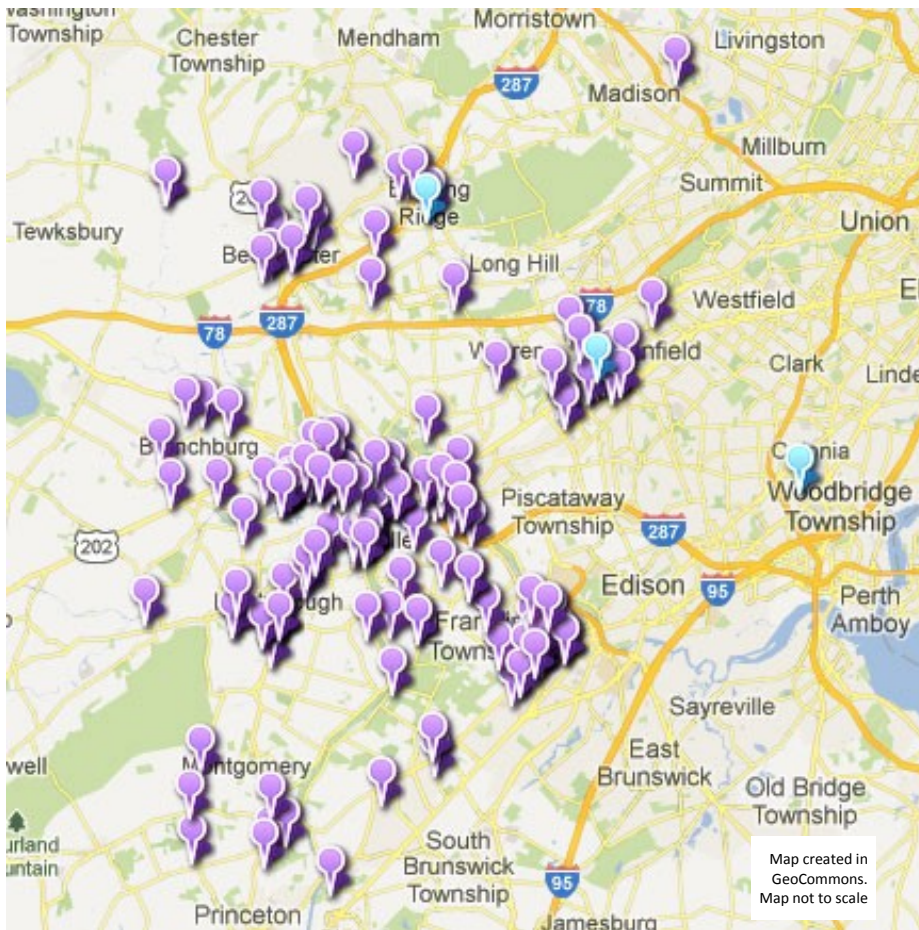 Township
Morristown
Chester
Township
Mendham
Livingston
287
Madison
Millburn
Summit
Ridge
Union
Tewksbury
Long Hill
78
Westfield
78
287
Clark
Woodbridge
Township
Piscataway
Township
287
202
Edison
95
Perth
Amboy
Sayreville
East
Brunswick
Old Bridge
Township
South
Brunswick
Township
95
Princeton
Jamesburg
Map created in
GeoCommons.
Map not to scale